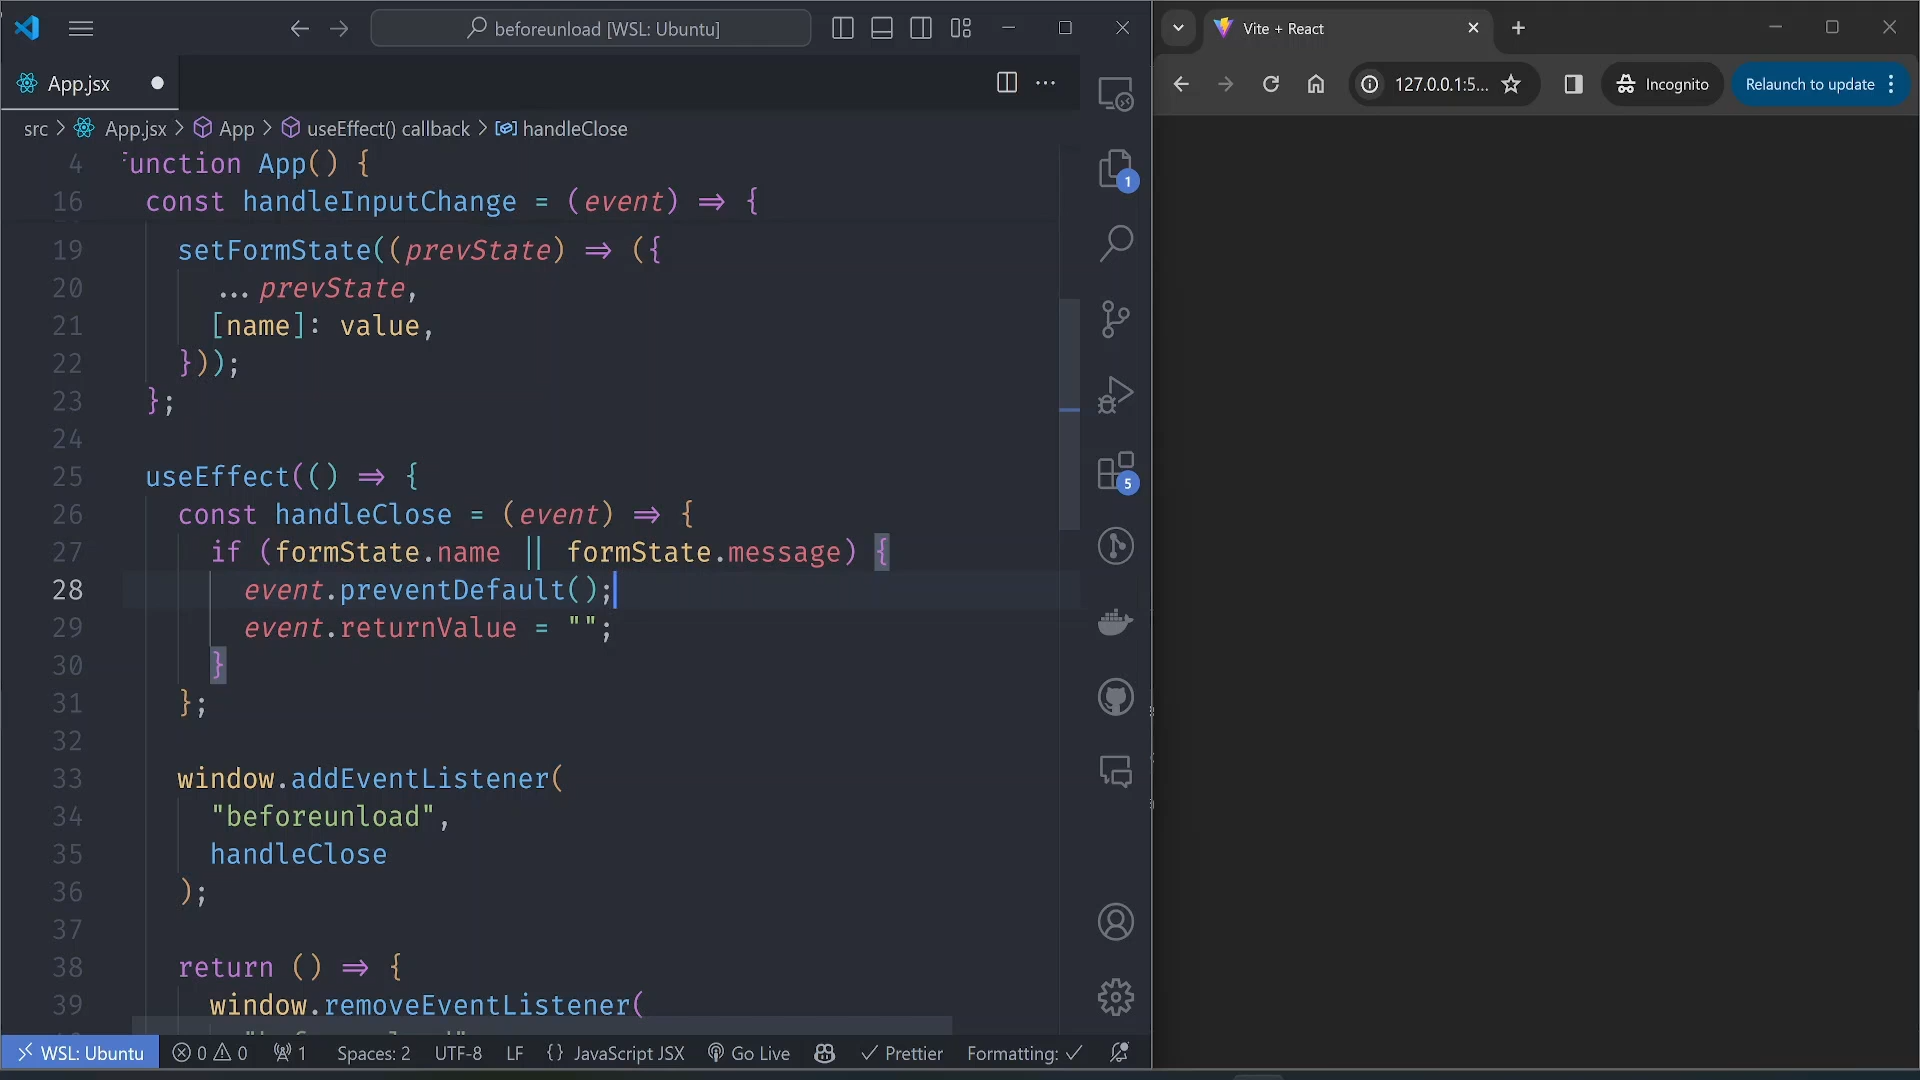 beforeunload [WSL: Ubuntu]
App.jsx
src > App.jsx > App > useEffect() callback > handleClose
4 function App() {
16 const handleInputChange = (event) => {
19 setFormState((prevState) => ({
20 ...prevState,
21 [name]: value,
22 }));
23 };
24
25 useEffect(() => {
26 const handleClose = (event) => {
27 if (formState.name || formState.message) {
28 event.preventDefault();
29 event.returnValue = "";
30 }
31 };
32
33 window.addEventListener(
34 "beforeunload",
35 handleClose
36 );
37
38 return () => {
39 window.removeEventListener(
1
5
WSL: Ubuntu 0 0 1 Spaces: 2 UTF-8 LF {} JavaScript JSX Go Live Prettier Formatting: ✓
Vite + React
127.0.0.1:5... Incognito Relaunch to update